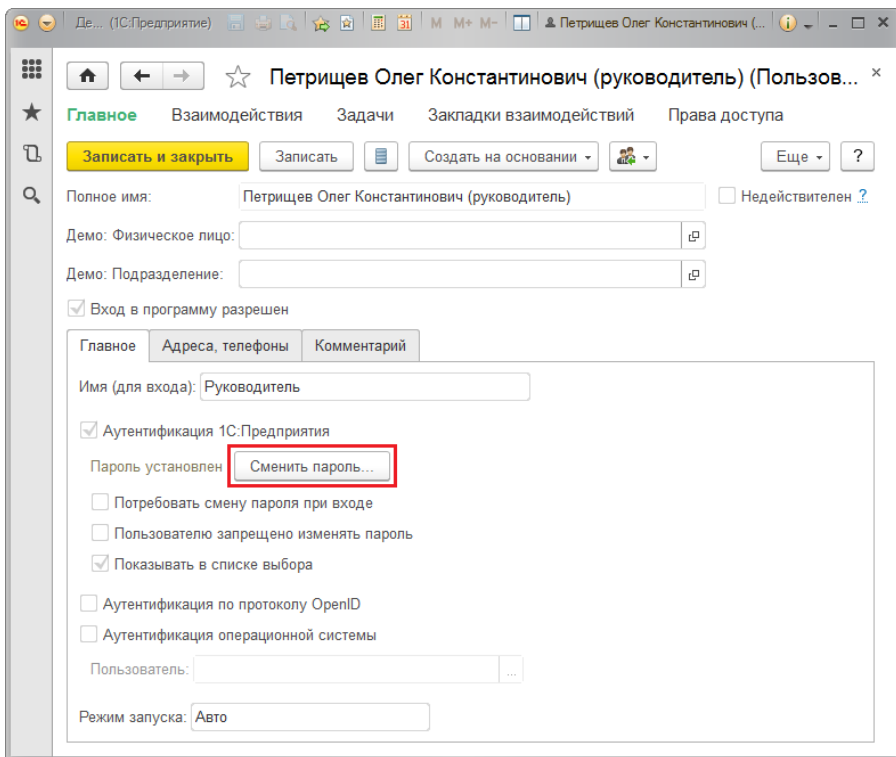 Де... (1С:Предприятие) 31 M M+ M- Петрищев Олег Константинович (...
Петрищев Олег Константинович (руководитель) (Пользов...
Главное Взаимодействия Задачи Закладки взаимодействий Права доступа
Записать и закрыть Записать Создать на основании Еще ?
Полное имя: Петрищев Олег Константинович (руководитель) Недействителен ?
Демо: Физическое лицо:
Демо: Подразделение:
Вход в программу разрешен
Главное Адреса, телефоны Комментарий
Имя (для входа): Руководитель
Аутентификация 1С:Предприятия
Пароль установлен Сменить пароль...
Потребовать смену пароля при входе
Пользователю запрещено изменять пароль
Показывать в списке выбора
Аутентификация по протоколу OpenID
Аутентификация операционной системы
Пользователь: ...
Режим запуска: Авто